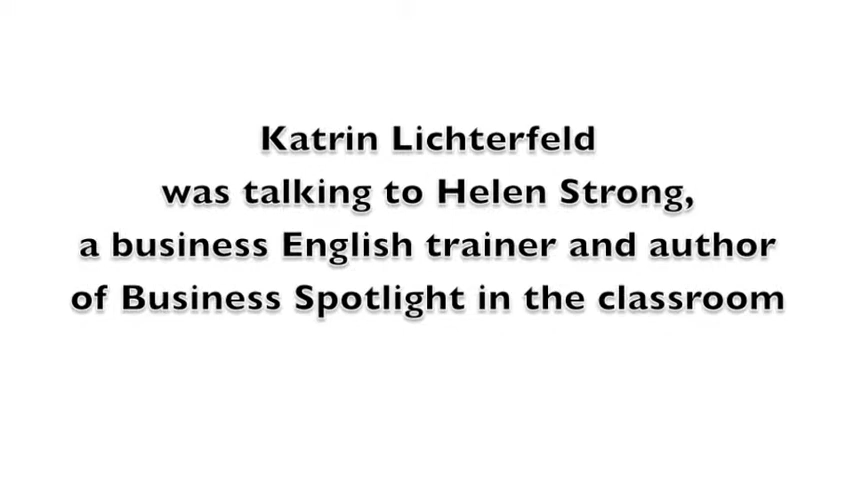 Katrin Lichterfeld
was talking to Helen Strong,
a business English trainer and author
of Business Spotlight in the classroom